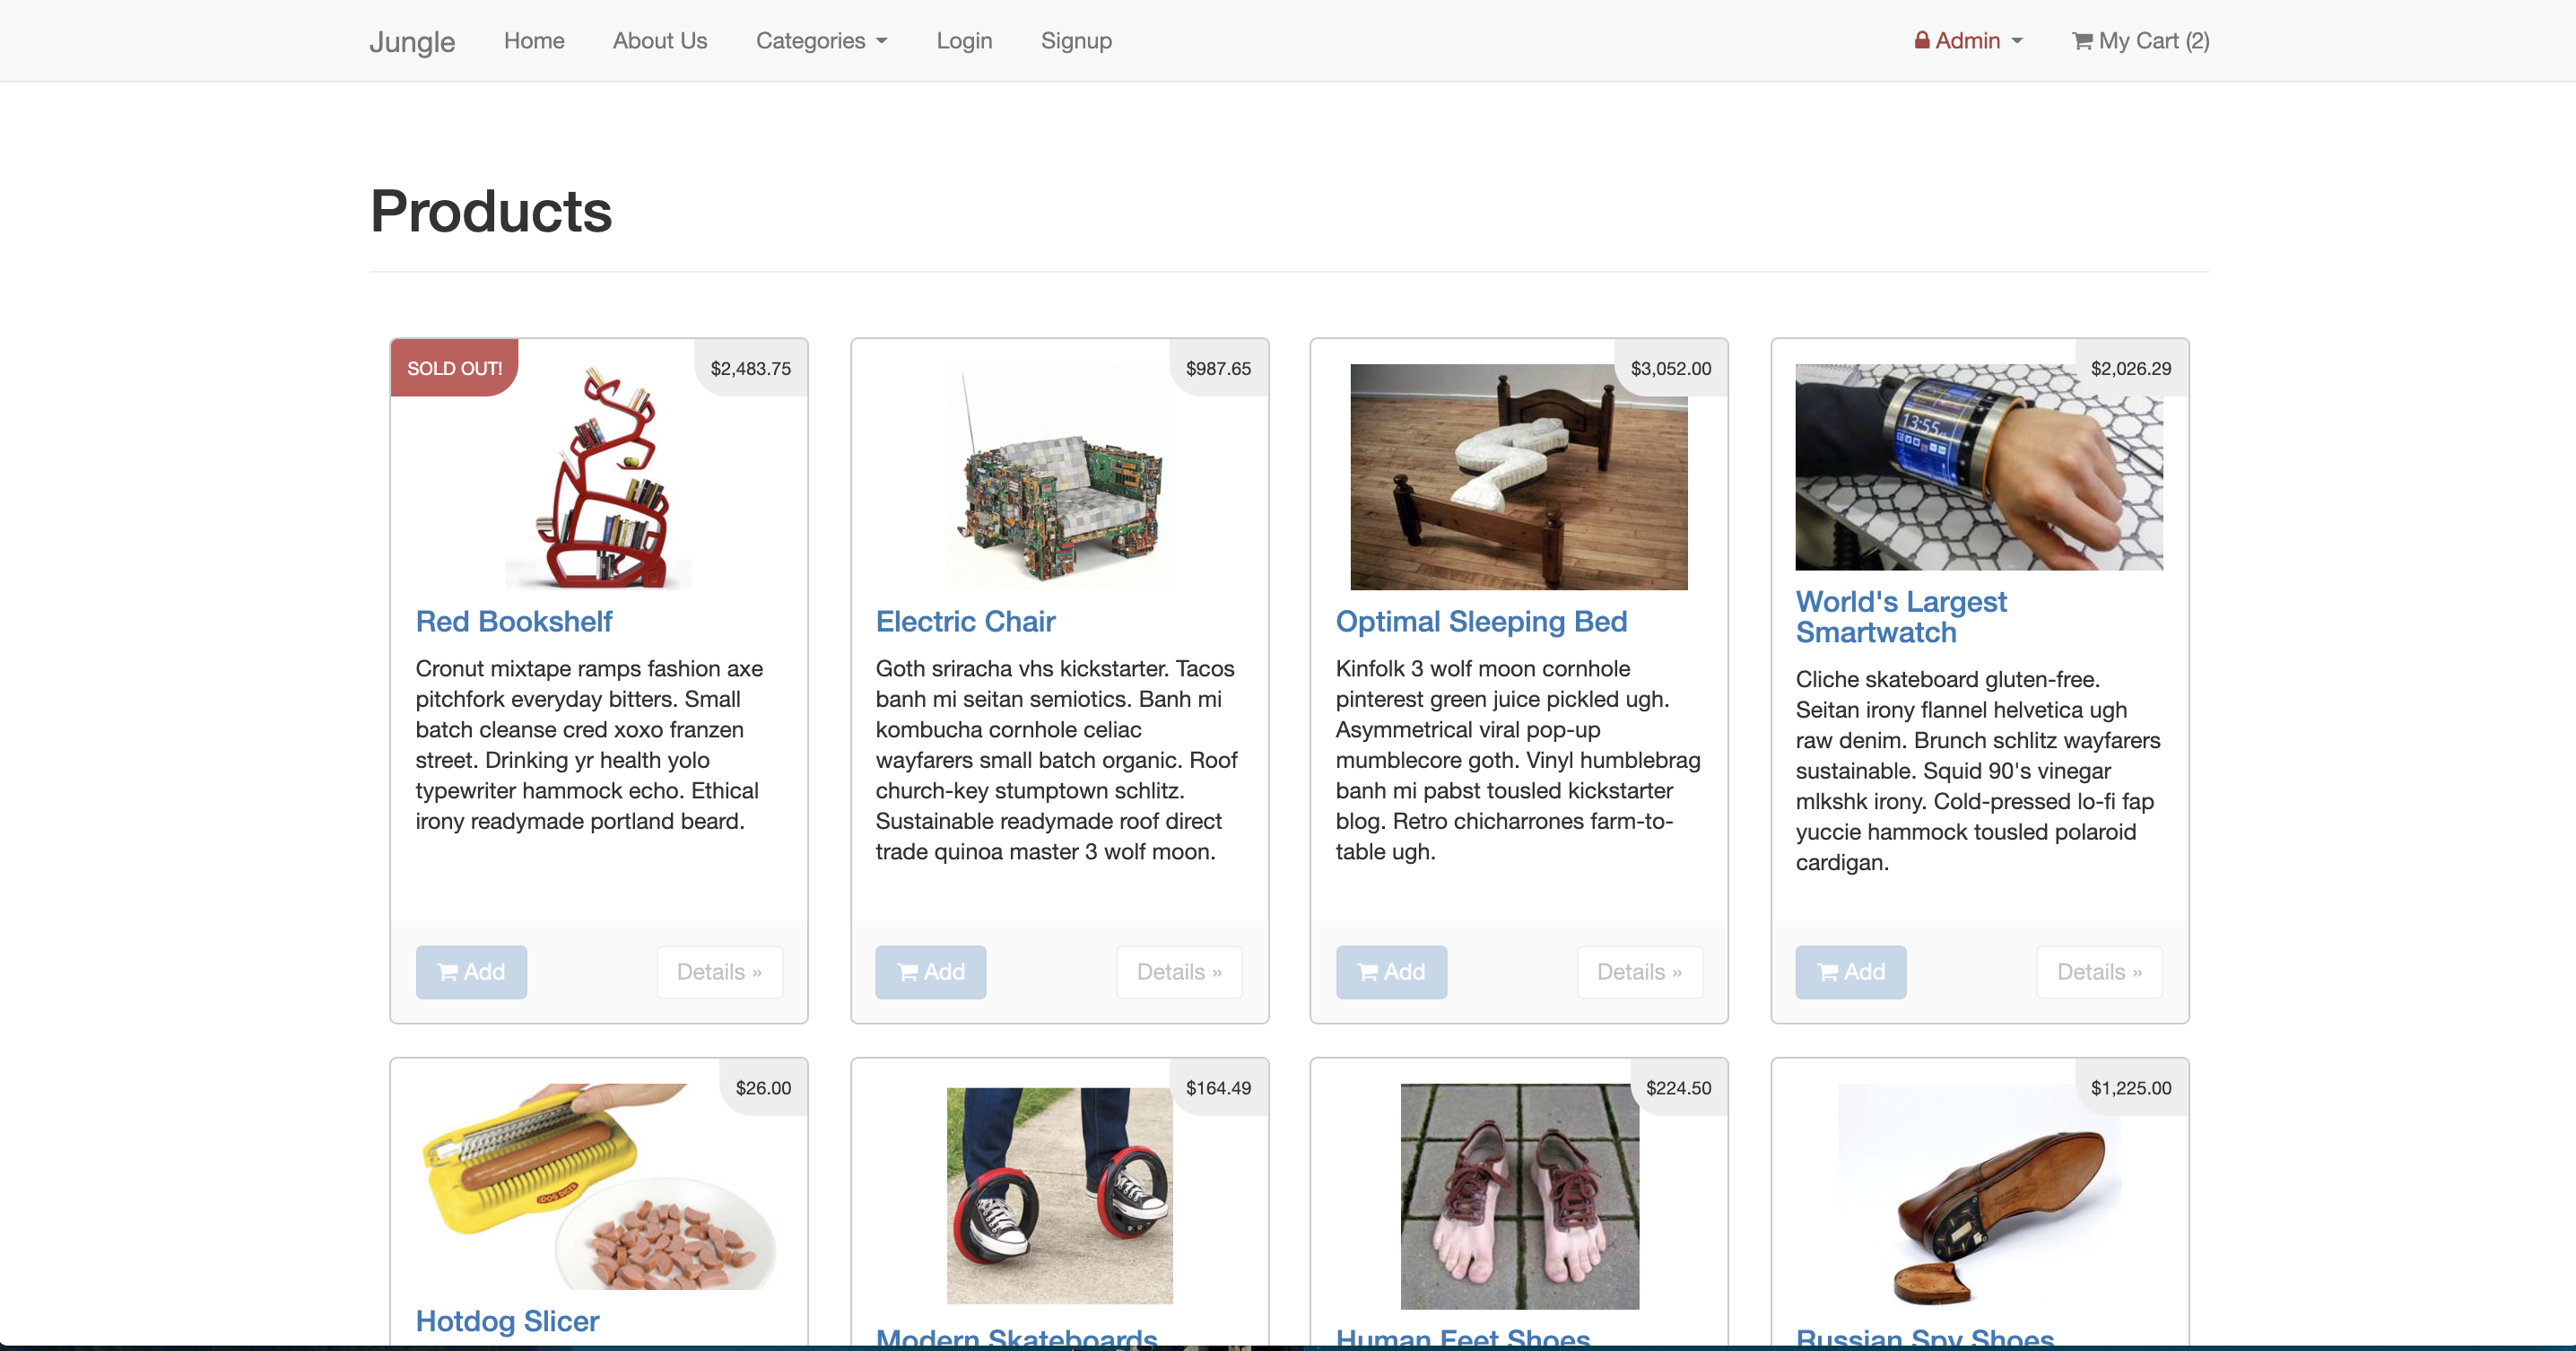 Jungle Home About Us Categories Login Signup Admin My Cart (2)
Products
SOLD OUT!
$2,483.75
Red Bookshelf
Cronut mixtape ramps fashion axe
pitchfork everyday bitters. Small
batch cleanse cred xoxo franzen
street. Drinking yr health yolo
typewriter hammock echo. Ethical
irony readymade portland beard.
Add
Details »
$987.65
Electric Chair
Goth sriracha vhs kickstarter. Tacos
banh mi seitan semiotics. Banh mi
kombucha cornhole celiac
wayfarers small batch organic. Roof
church-key stumptown schlitz.
Sustainable readymade roof direct
trade quinoa master 3 wolf moon.
Add
Details »
$3,052.00
Optimal Sleeping Bed
Kinfolk 3 wolf moon cornhole
pinterest green juice pickled ugh.
Asymmetrical viral pop-up
mumblecore goth. Vinyl humblebrag
banh mi pabst tousled kickstarter
blog. Retro chicharrones farm-to-
table ugh.
Add
Details »
$2,026.29
13:55
World's Largest
Smartwatch
Cliche skateboard gluten-free.
Seitan irony flannel helvetica ugh
raw denim. Brunch schlitz wayfarers
sustainable. Squid 90's vinegar
mlkshk irony. Cold-pressed lo-fi fap
yuccie hammock tousled polaroid
cardigan.
Add
Details »
$26.00
Hotdog Slicer
$164.49
Modern Skateboards
$224.50
Human Feet Shoes
$1,225.00
Russian Spy Shoes